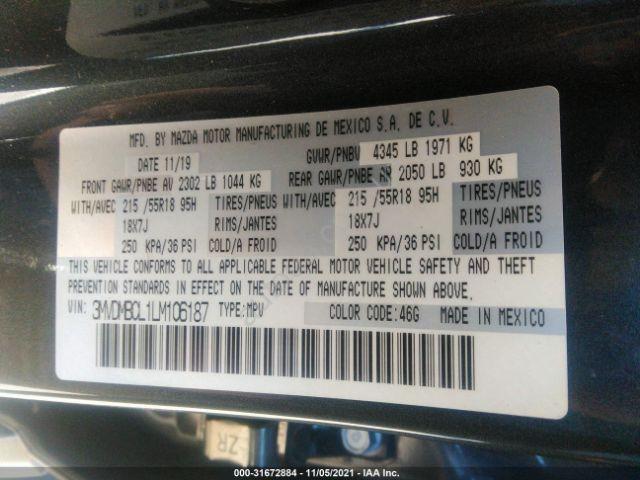 MFD. BY MAZDA MOTOR MANUFACTURING DE MEXICO S.A. DE C.V.
DATE 11/19 GVWR/PNBV 4345 LB 1971 KG
FRONT GAWR/PNBE AV 2302 LB 1044 KG REAR GAWR/PNBE AR 2050 LB 930 KG
WITH/AVEC 215 /55R18 95H TIRES/PNEUS WITH/AVEC 215 /55R18 95H TIRES/PNEUS
18X7J RIMS/JANTES 18X7J RIMS/JANTES
250 KPA/36 PSI COLD/A FROID 250 KPA/36 PSI COLD/A FROID
THIS VEHICLE CONFORMS TO ALL APPLICABLE FEDERAL MOTOR VEHICLE SAFETY AND THEFT
PREVENTION STANDARDS IN EFFECT ON THE DATE OF MANUFACTURE SHOWN ABOVE.
VIN: 3MVDMBCL1LM106187 TYPE: MPV COLOR CODE: 46G MADE IN MEXICO
ZR
000-31672884 - 11/05/2021 - IAA Inc.